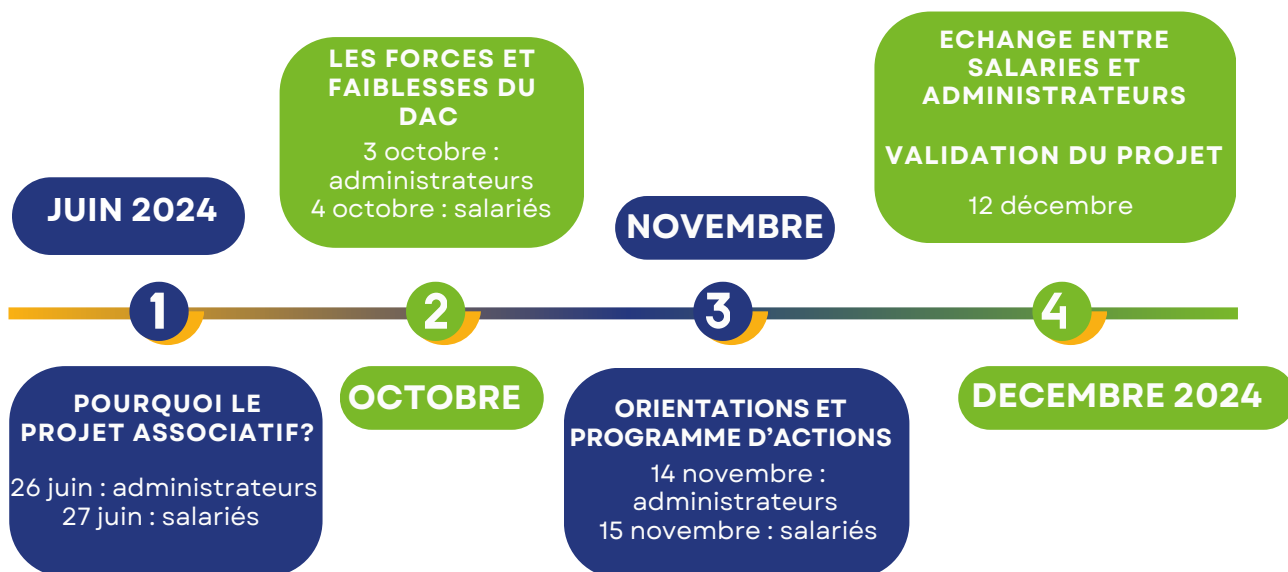 JUIN 2024
1
POURQUOI LE
PROJET ASSOCIATIF?
26 juin : administrateurs
27 juin : salariés
LES FORCES ET
FAIBLESSES DU
DAC
3 octobre :
administrateurs
4 octobre : salariés
2
OCTOBRE
NOVEMBRE
3
ORIENTATIONS ET
PROGRAMME D'ACTIONS
14 novembre :
administrateurs
15 novembre : salariés
ECHANGE ENTRE
SALARIES ET
ADMINISTRATEURS
VALIDATION DU PROJET
12 décembre
4
DECEMBRE 2024